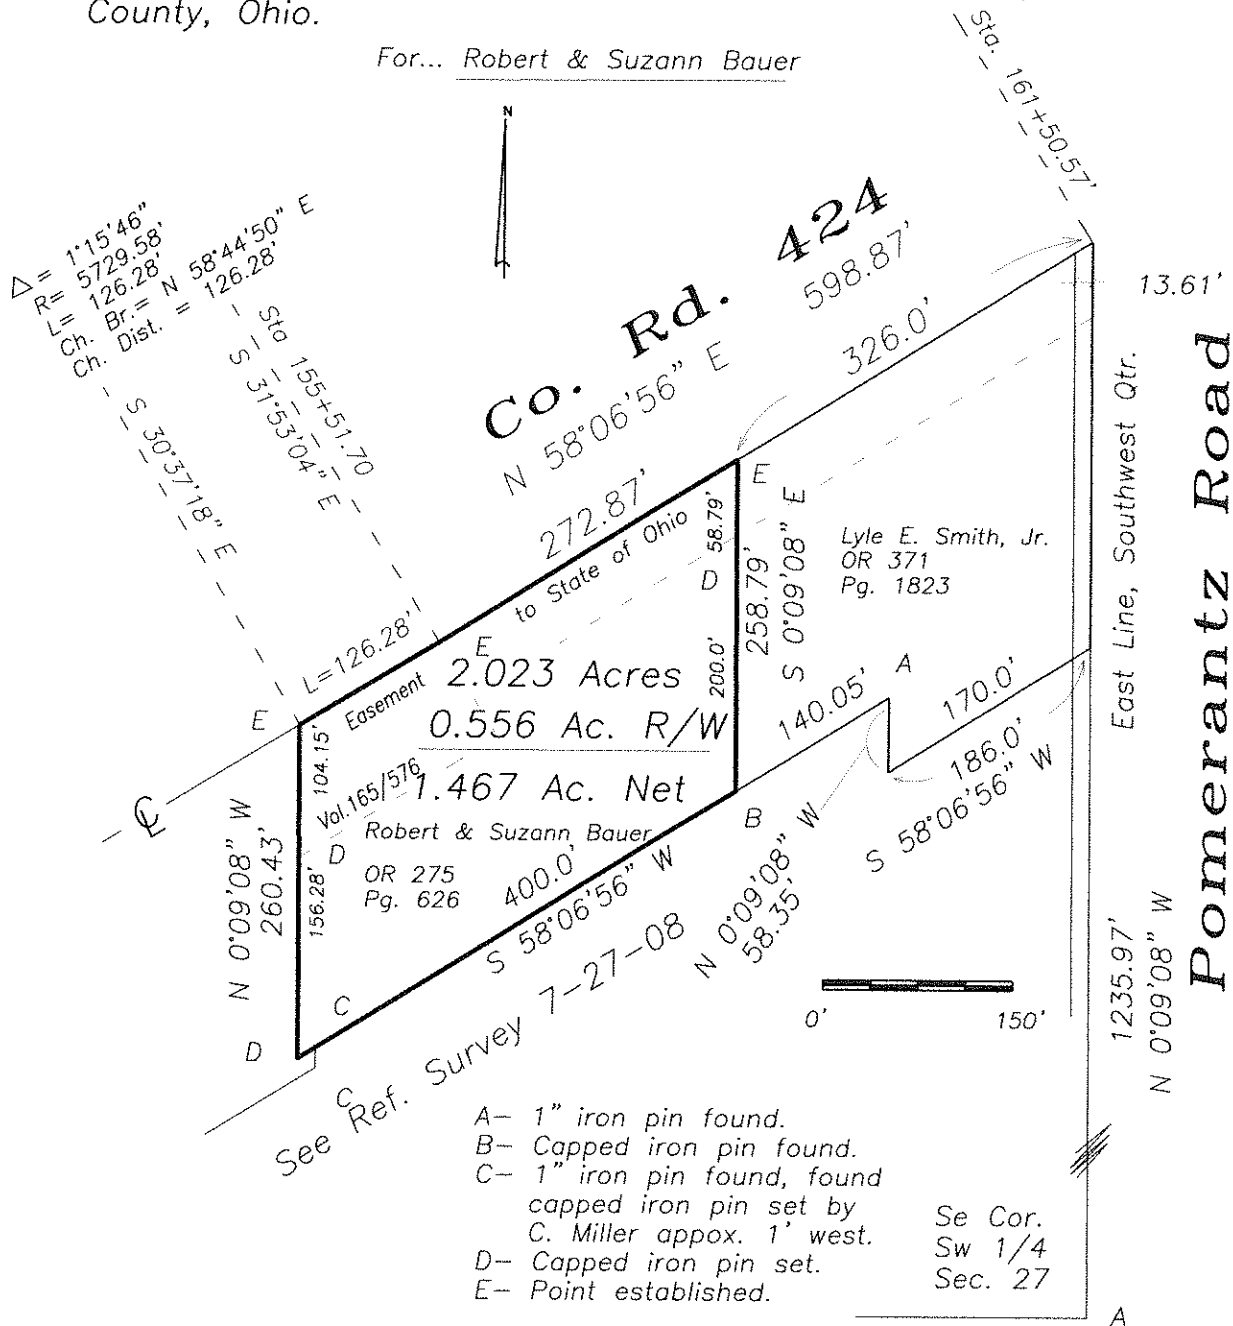 County, Ohio.
For... Robert & Suzann Bauer
N
Sta. 161+50.57'
Δ= 1°15'46"
R= 5729.58'
L= 126.28'
Ch. Br.= N 58°44'50" E
Ch. Dist. = 126.28'
S 30°37'18" E
Sta 155+51.70
S 31°53'04" E
Co. Rd. 424
N 58°06'56" E
598.87'
326.0'
272.87'
13.61'
East Line, Southwest Qtr.
Pomerantz Road
E
58.79'
D
258.79'
S 0°09'08" E
200.0'
Lyle E. Smith, Jr.
OR 371
Pg. 1823
L=126.28'
Easement
E
to State of Ohio
2.023 Acres
0.556 Ac. R/W
1.467 Ac. Net
Vol.165/576
Robert & Suzann Bauer
OR 275
Pg. 626
E
104.15'
D
156.28'
N 0°09'08" W
260.43'
℄
400.0'
S 58°06'56" W
B
140.05'
A
170.0'
186.0'
S 58°06'56" W
N 0°09'08" W
58.35'
C
D
C
See Ref. Survey 7-27-08
0'
150'
1235.97'
N 0°09'08" W
A- 1" iron pin found.
B- Capped iron pin found.
C- 1" iron pin found, found
capped iron pin set by
C. Miller appox. 1' west.
D- Capped iron pin set.
E- Point established.
Se Cor.
Sw 1/4
Sec. 27
A